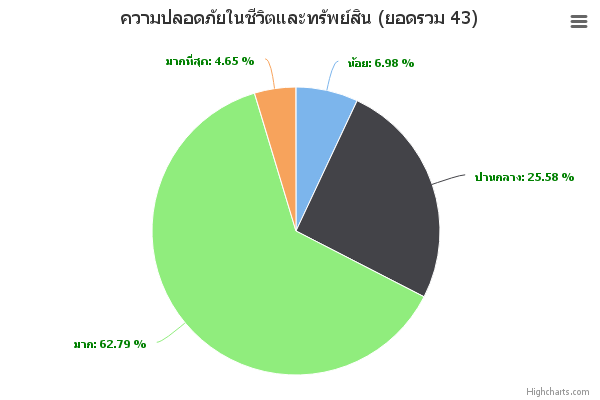 ความปลอดภัยในชีวิตและทรัพย์สิน (ยอดรวม 43)
มากที่สุด: 4.65 %
น้อย: 6.98 %
ปานกลาง: 25.58 %
มาก: 62.79 %
Highcharts.com